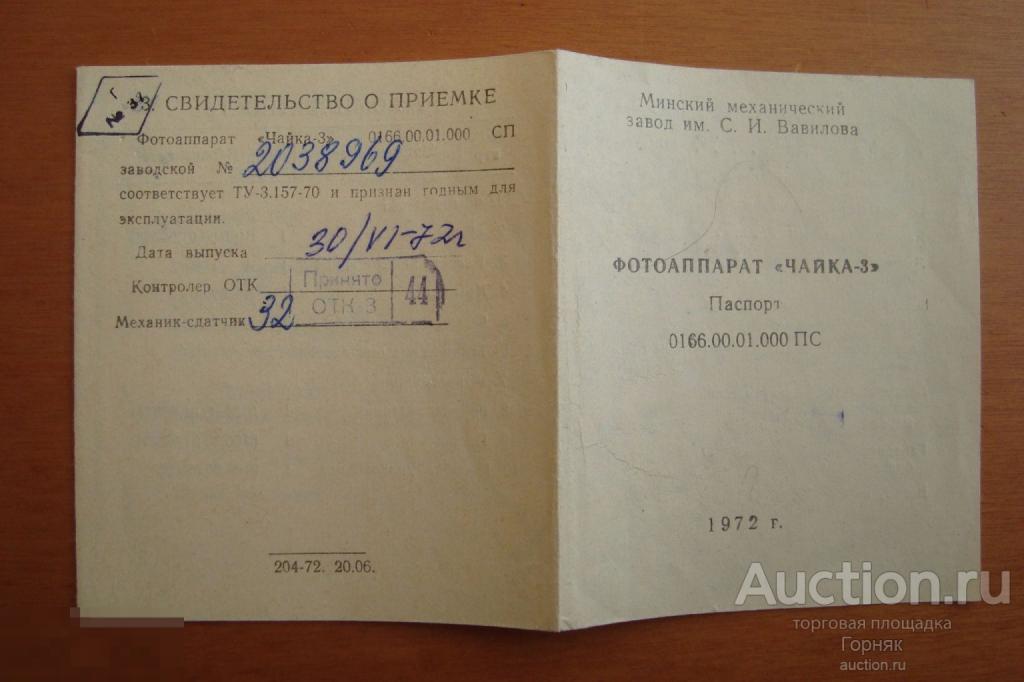 Г
№ 32
3. СВИДЕТЕЛЬСТВО О ПРИЕМКЕ
Фотоаппарат «Чайка-3» 0166.00.01.000 СП
заводской № 2038969
соответствует ТУ-3.157-70 и признан годным для
эксплуатации.
Дата выпуска 30/VI-72г
Контролер ОТК Принято
ОТК-3 44
Механик-сдатчик 32
204-72. 20.06.
Минский механический
завод им. С. И. Вавилова
ФОТОАППАРАТ «ЧАЙКА-3»
Паспорт
0166.00.01.000 ПС
1972 г.
Auction.ru
торговая площадка
Горняк
auction.ru